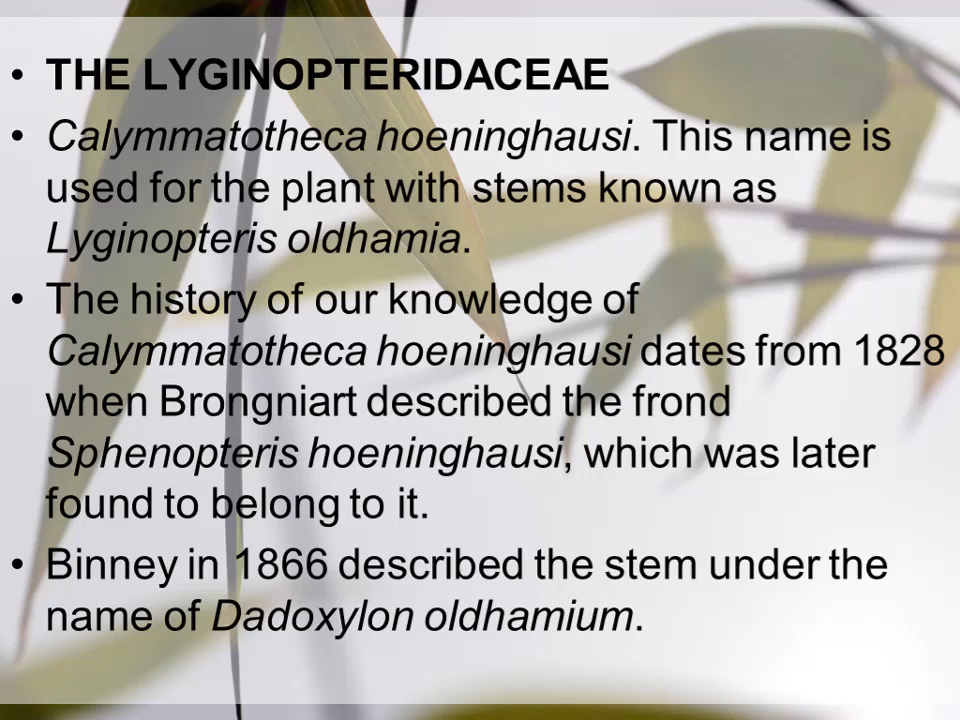 • THE LYGINOPTERIDACEAE
• Calymmatotheca hoeninghausi. This name is
used for the plant with stems known as
Lyginopteris oldhamia.
• The history of our knowledge of
Calymmatotheca hoeninghausi dates from 1828
when Brongniart described the frond
Sphenopteris hoeninghausi, which was later
found to belong to it.
• Binney in 1866 described the stem under the
name of Dadoxylon oldhamium.